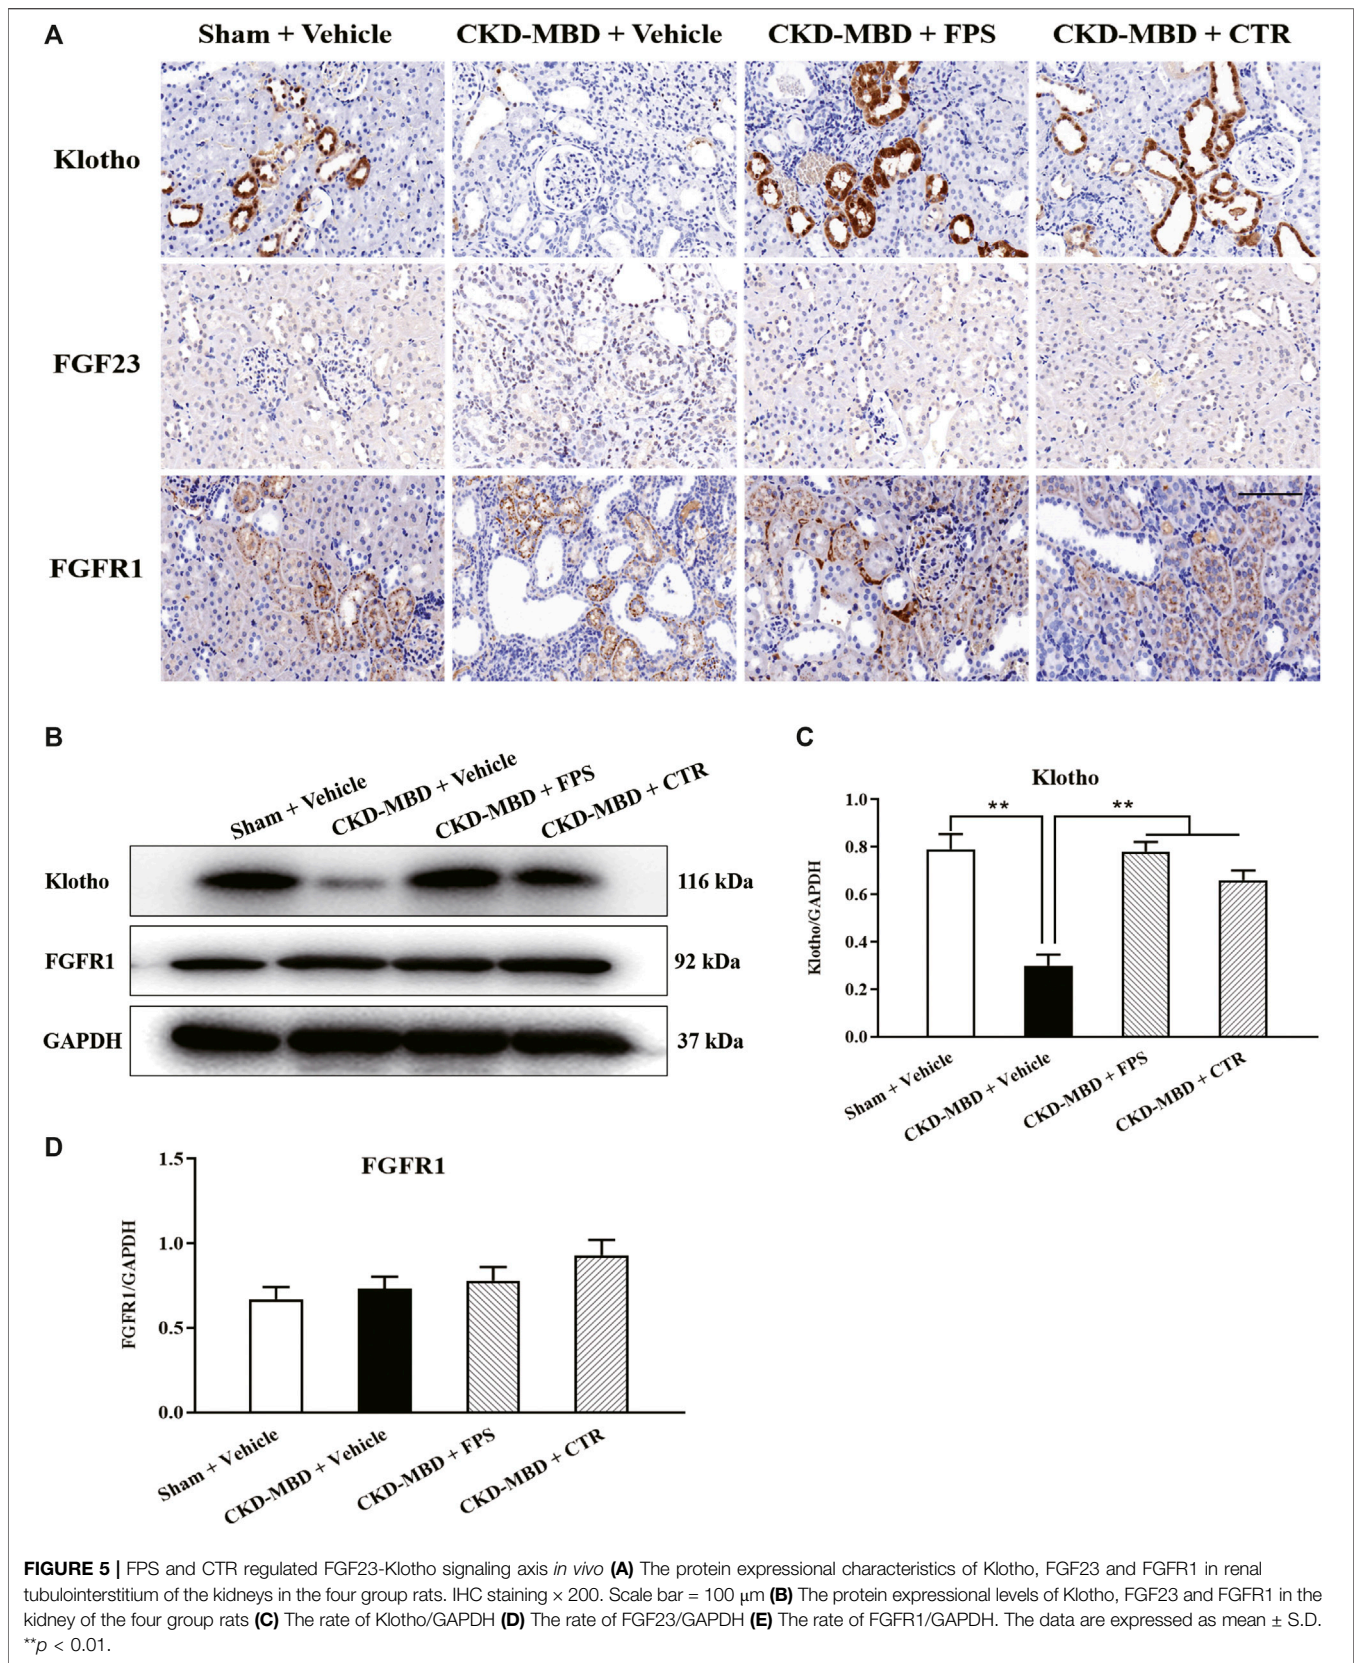 A
Sham + Vehicle CKD-MBD + Vehicle CKD-MBD + FPS CKD-MBD + CTR
Klotho
FGF23
FGFR1
B
Sham + Vehicle
CKD-MBD + Vehicle
CKD-MBD + FPS
CKD-MBD + CTR
Klotho 116 kDa
FGFR1 92 kDa
GAPDH 37 kDa
C
Klotho
Klotho/GAPDH
1.0
0.8
0.6
0.4
0.2
0.0
** **
Sham + Vehicle
CKD-MBD + Vehicle
CKD-MBD + FPS
CKD-MBD + CTR
D
FGFR1
FGFR1/GAPDH
1.5
1.0
0.5
0.0
Sham + Vehicle
CKD-MBD + Vehicle
CKD-MBD + FPS
CKD-MBD + CTR
FIGURE 5 | FPS and CTR regulated FGF23-Klotho signaling axis in vivo (A) The protein expressional characteristics of Klotho, FGF23 and FGFR1 in renal
tubulointerstitium of the kidneys in the four group rats. IHC staining × 200. Scale bar = 100 μm (B) The protein expressional levels of Klotho, FGF23 and FGFR1 in the
kidney of the four group rats (C) The rate of Klotho/GAPDH (D) The rate of FGF23/GAPDH (E) The rate of FGFR1/GAPDH. The data are expressed as mean ± S.D.
**p < 0.01.